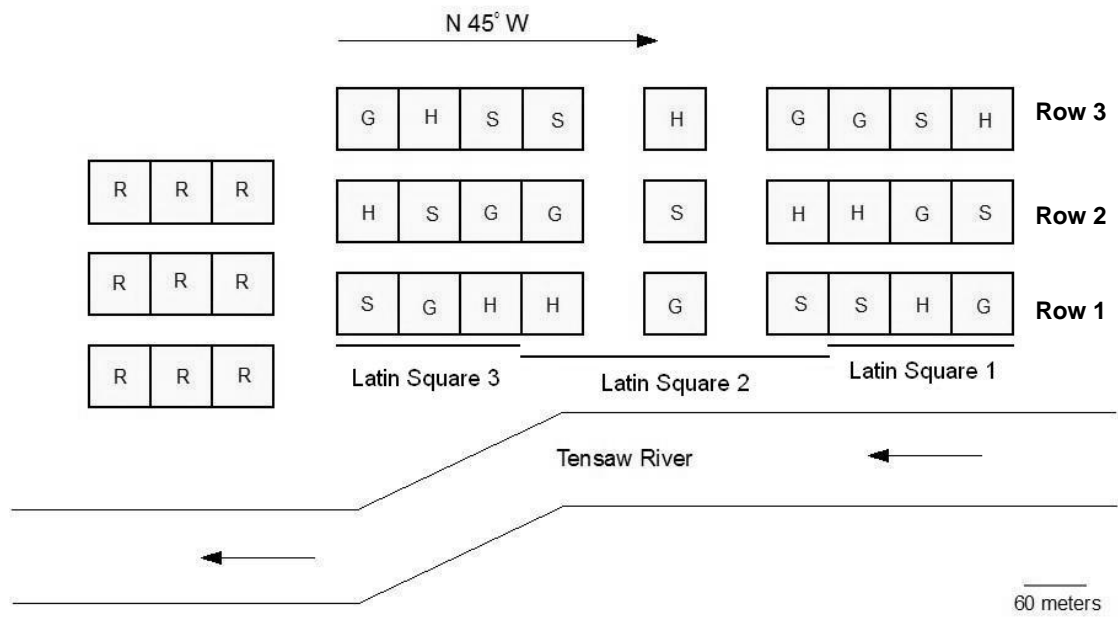 N 45° W
G H S S H G G S H Row 3
R R R
H S G G S H H G S Row 2
R R R
S G H H G S S H G Row 1
R R R
Latin Square 3 Latin Square 2 Latin Square 1
Tensaw River
60 meters